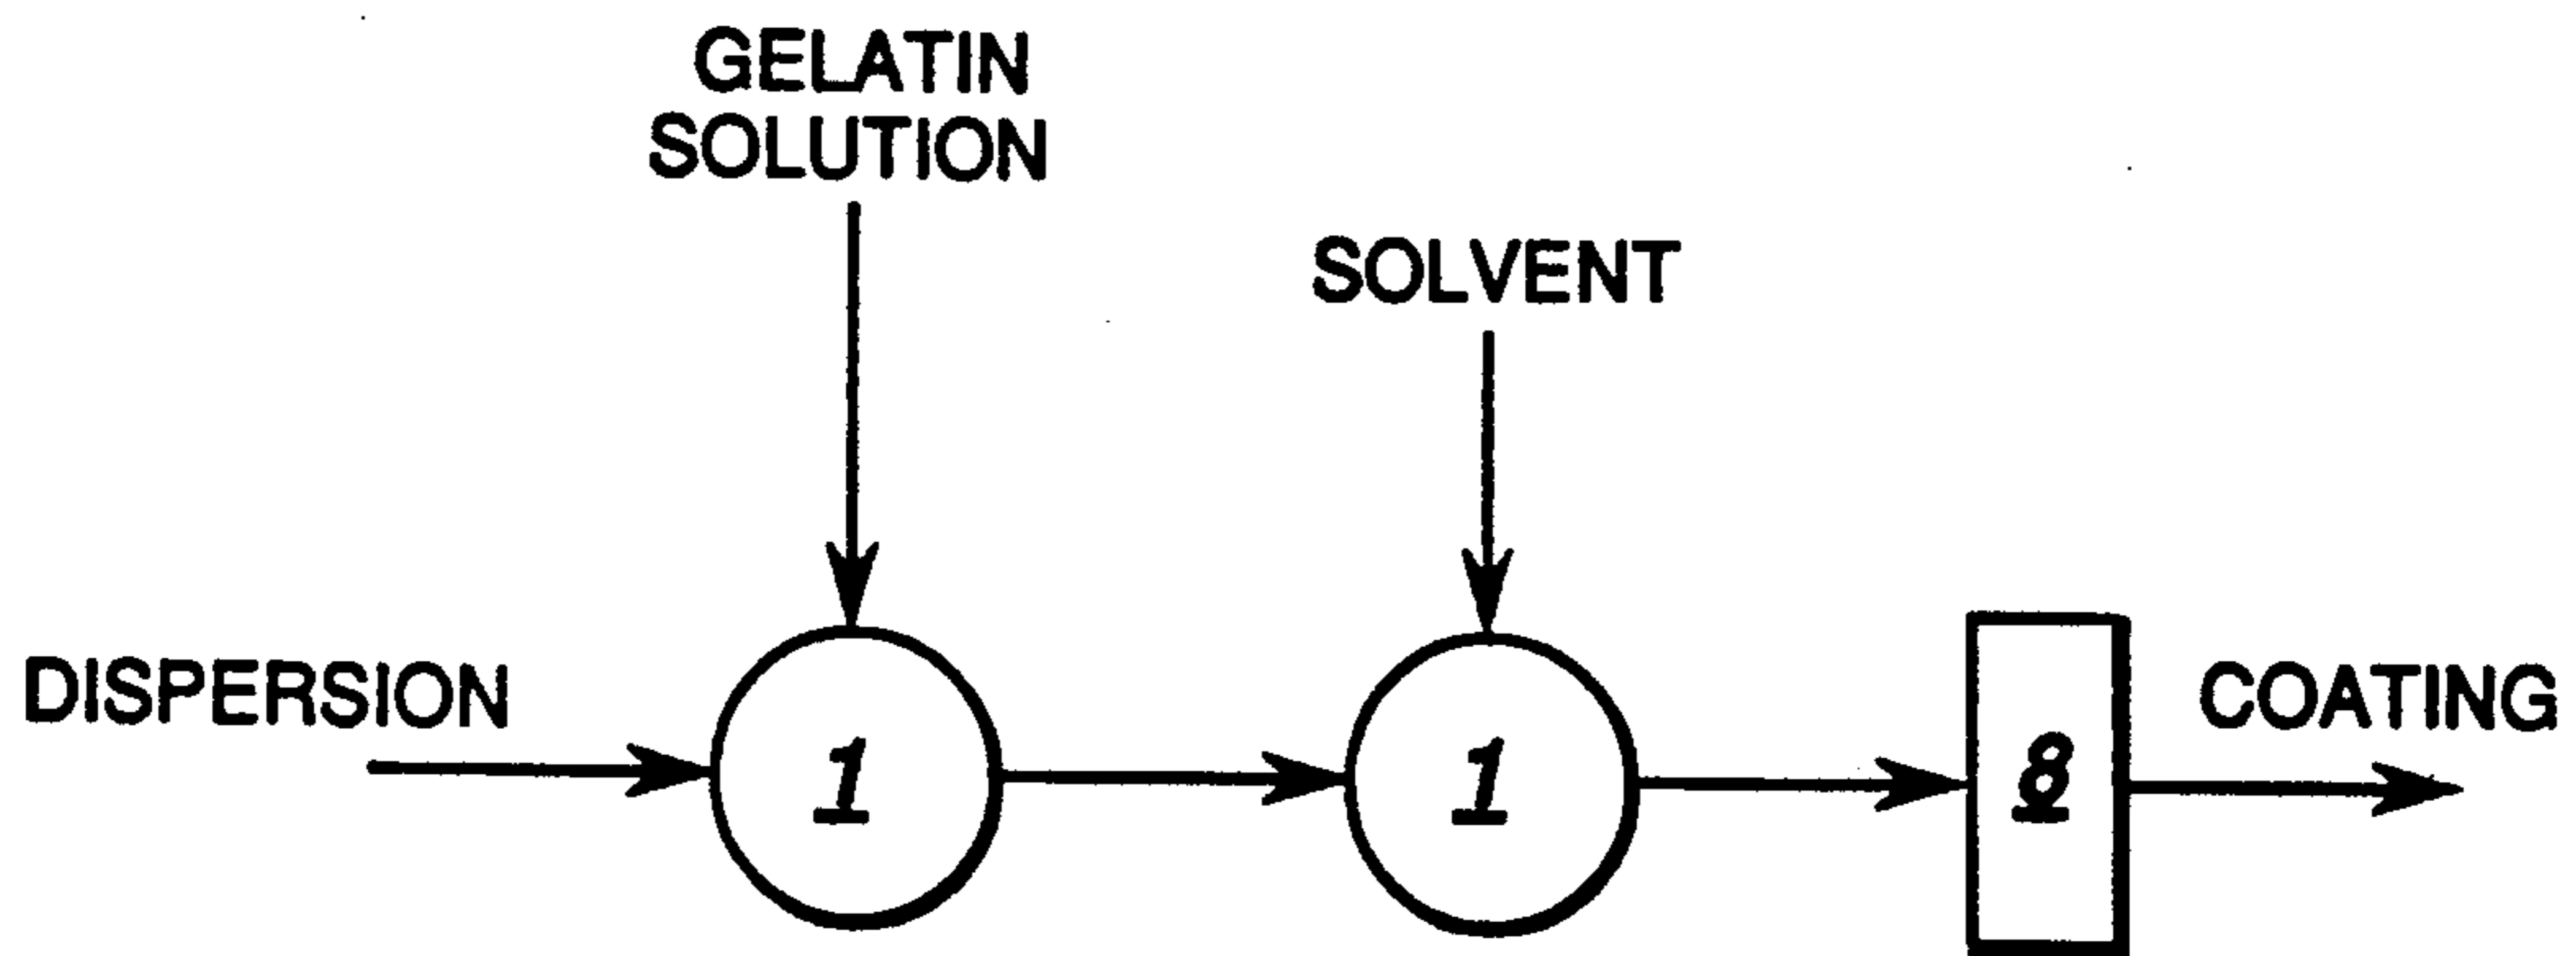 GELATIN
SOLUTION
SOLVENT
DISPERSION
COATING
1
1
8